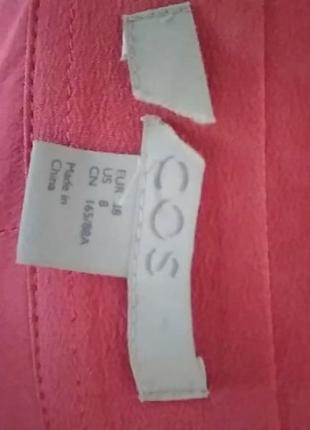 COS
EUR 38
US 8
CN 165/88A
Made in
China